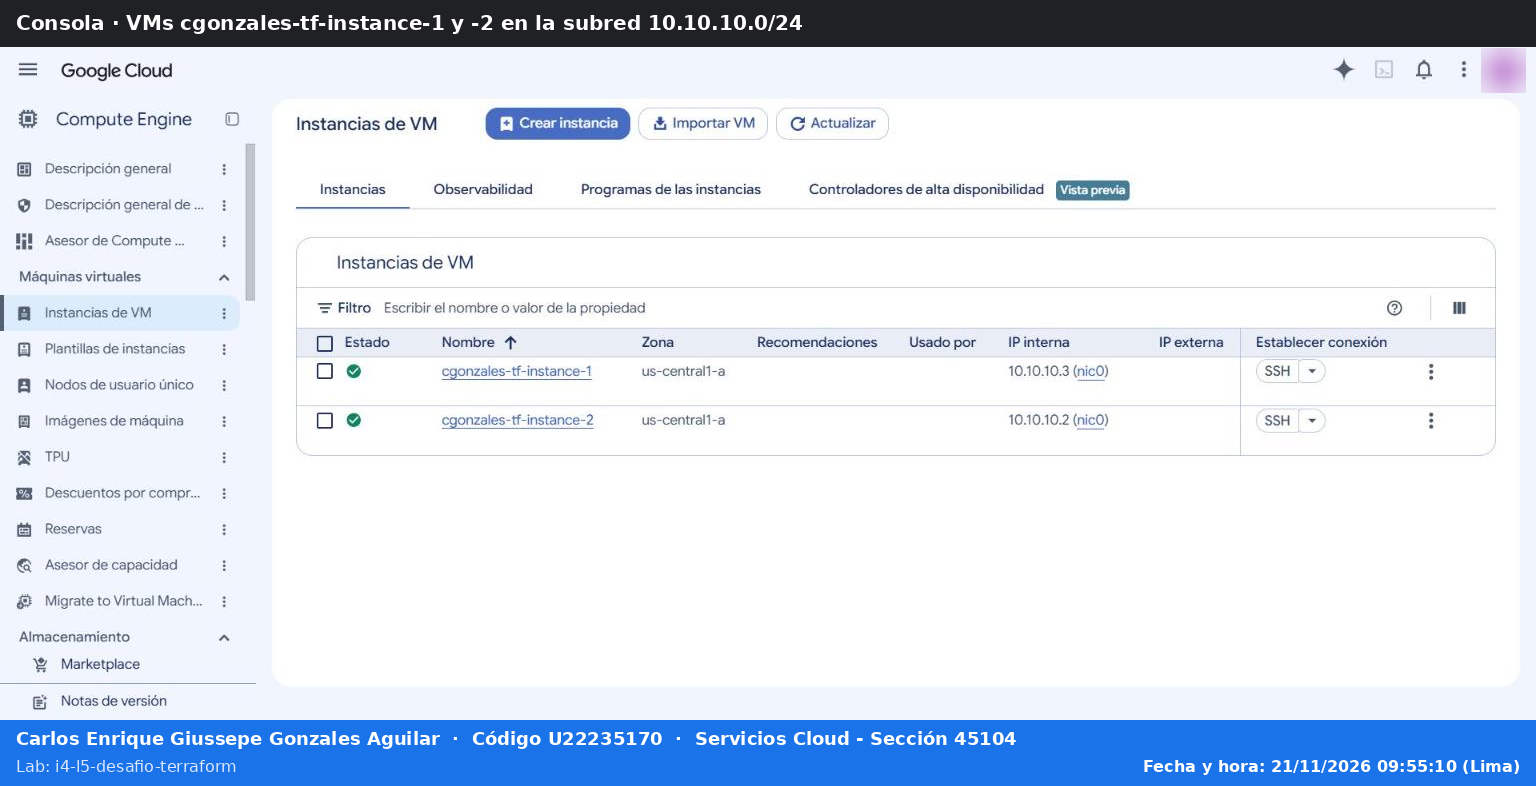 Consola · VMs cgonzales-tf-instance-1 y -2 en la subred 10.10.10.0/24
Google Cloud
Compute Engine
Descripción general
Descripción general de ...
Asesor de Compute ...
Máquinas virtuales
Instancias de VM
Plantillas de instancias
Nodos de usuario único
Imágenes de máquina
TPU
Descuentos por compr...
Reservas
Asesor de capacidad
Migrate to Virtual Mach...
Almacenamiento
Marketplace
Notas de versión
Instancias de VM
Crear instancia
Importar VM
Actualizar
Instancias Observabilidad Programas de las instancias Controladores de alta disponibilidad Vista previa
Instancias de VM
Filtro Escribir el nombre o valor de la propiedad
Estado Nombre Zona Recomendaciones Usado por IP interna IP externa Establecer conexión
cgonzales-tf-instance-1 us-central1-a 10.10.10.3 (nic0) SSH
cgonzales-tf-instance-2 us-central1-a 10.10.10.2 (nic0) SSH
Carlos Enrique Giussepe Gonzales Aguilar · Código U22235170 · Servicios Cloud - Sección 45104
Lab: i4-l5-desafio-terraform
Fecha y hora: 21/11/2026 09:55:10 (Lima)